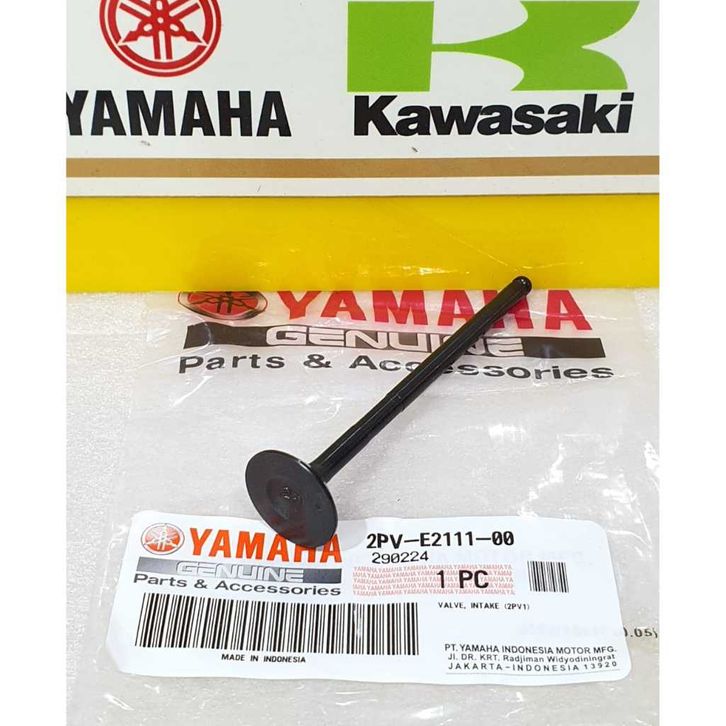 YAMAHA
Kawasaki
YAMAHA
GENUINE
Parts & Accessories
YAMAHA
GENUINE
Parts & Accessories
MADE IN INDONESIA
2PV-E2111-00
290224
1 PC
VALVE, INTAKE (2PV1)
PT. YAMAHA INDONESIA MOTOR MFG.
Jl. DR. KRT. Radjiman Widyodiningrat
JAKARTA-INDONESIA 13920